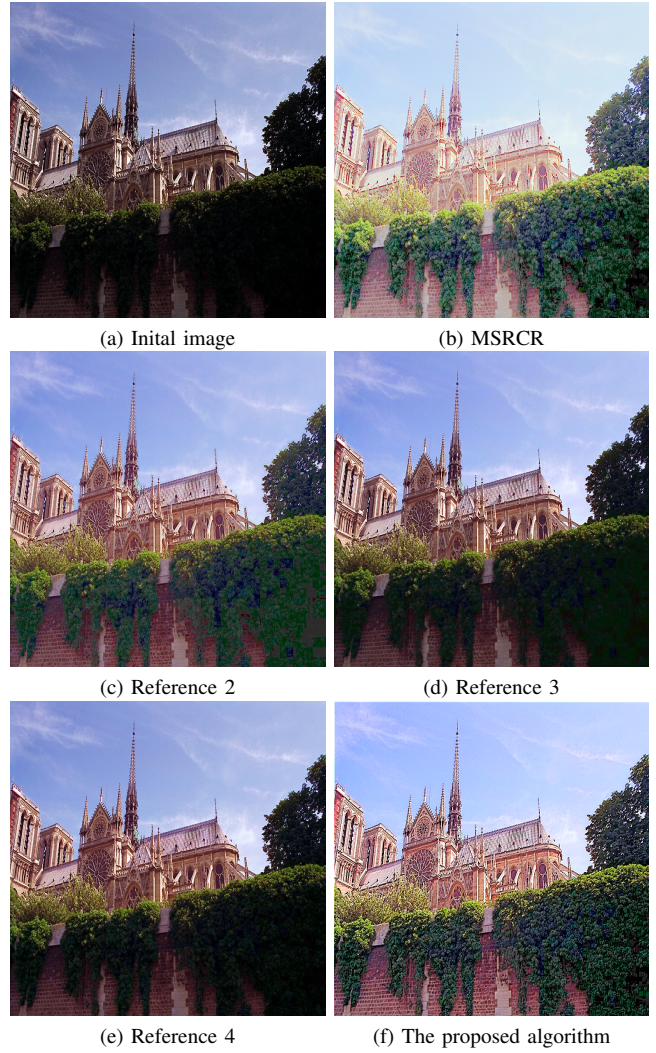 (a) Inital image
(b) MSRCR
(c) Reference 2
(d) Reference 3
(e) Reference 4
(f) The proposed algorithm